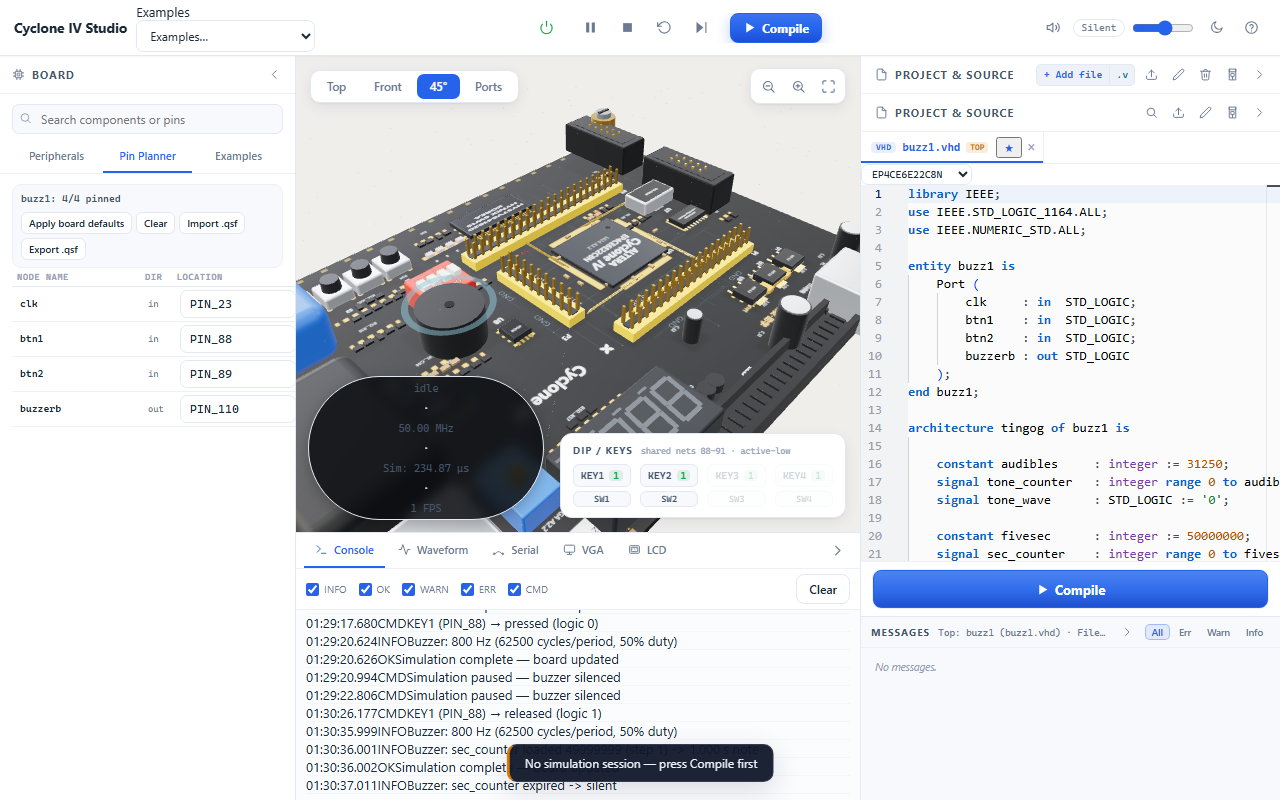 Cyclone IV Studio
Examples
Examples...
Compile
Silent
BOARD
Search components or pins
Peripherals
Pin Planner
Examples
buzz1: 4/4 pinned
Apply board defaults
Clear
Import .qsf
Export .qsf
NODE NAME DIR LOCATION
clk in PIN_23
btn1 in PIN_88
btn2 in PIN_89
buzzerb out PIN_110
Top
Front
45°
Ports
ALTERA
Cyclone IV
Cyclone
idle
·
50.00 MHz
·
Sim: 234.87 µs
·
1 FPS
DIP / KEYS shared nets 88-91 · active-low
KEY1 1
KEY2 1
KEY3 1
KEY4 1
SW1
SW2
SW3
SW4
Console
Waveform
Serial
VGA
LCD
INFO
OK
WARN
ERR
CMD
Clear
01:29:17.680CMDKEY1 (PIN_88) → pressed (logic 0)
01:29:20.624INFOBuzzer: 800 Hz (62500 cycles/period, 50% duty)
01:29:20.626OKSimulation complete — board updated
01:29:20.994CMDSimulation paused — buzzer silenced
01:29:22.806CMDSimulation paused — buzzer silenced
01:30:26.177CMDKEY1 (PIN_88) → released (logic 1)
01:30:35.999INFOBuzzer: 800 Hz (62500 cycles/period, 50% duty)
01:30:36.001INFOBuzzer: sec_count
01:30:36.002OKSimulation complet
01:30:37.011INFOBuzzer: sec_counter expired -> silent
No simulation session — press Compile first
PROJECT & SOURCE
+ Add file
.v
PROJECT & SOURCE
VHD buzz1.vhd TOP ★ ×
EP4CE6E22C8N
1 library IEEE;
2 use IEEE.STD_LOGIC_1164.ALL;
3 use IEEE.NUMERIC_STD.ALL;
4
5 entity buzz1 is
6 Port (
7 clk : in STD_LOGIC;
8 btn1 : in STD_LOGIC;
9 btn2 : in STD_LOGIC;
10 buzzerb : out STD_LOGIC
11 );
12 end buzz1;
13
14 architecture tingog of buzz1 is
15
16 constant audibles : integer := 31250;
17 signal tone_counter : integer range 0 to audib
18 signal tone_wave : STD_LOGIC := '0';
19
20 constant fivesec : integer := 50000000;
21 signal sec_counter : integer range 0 to fives
Compile
MESSAGES
Top: buzz1 (buzz1.vhd) · File…
All
Err
Warn
Info
No messages.